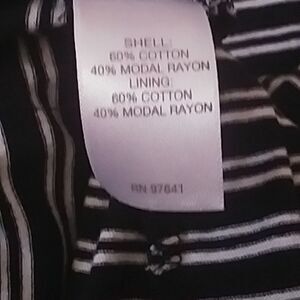 SHELL:
60% COTTON
40% MODAL RAYON
LINING:
60% COTTON
40% MODAL RAYON
RN 97641